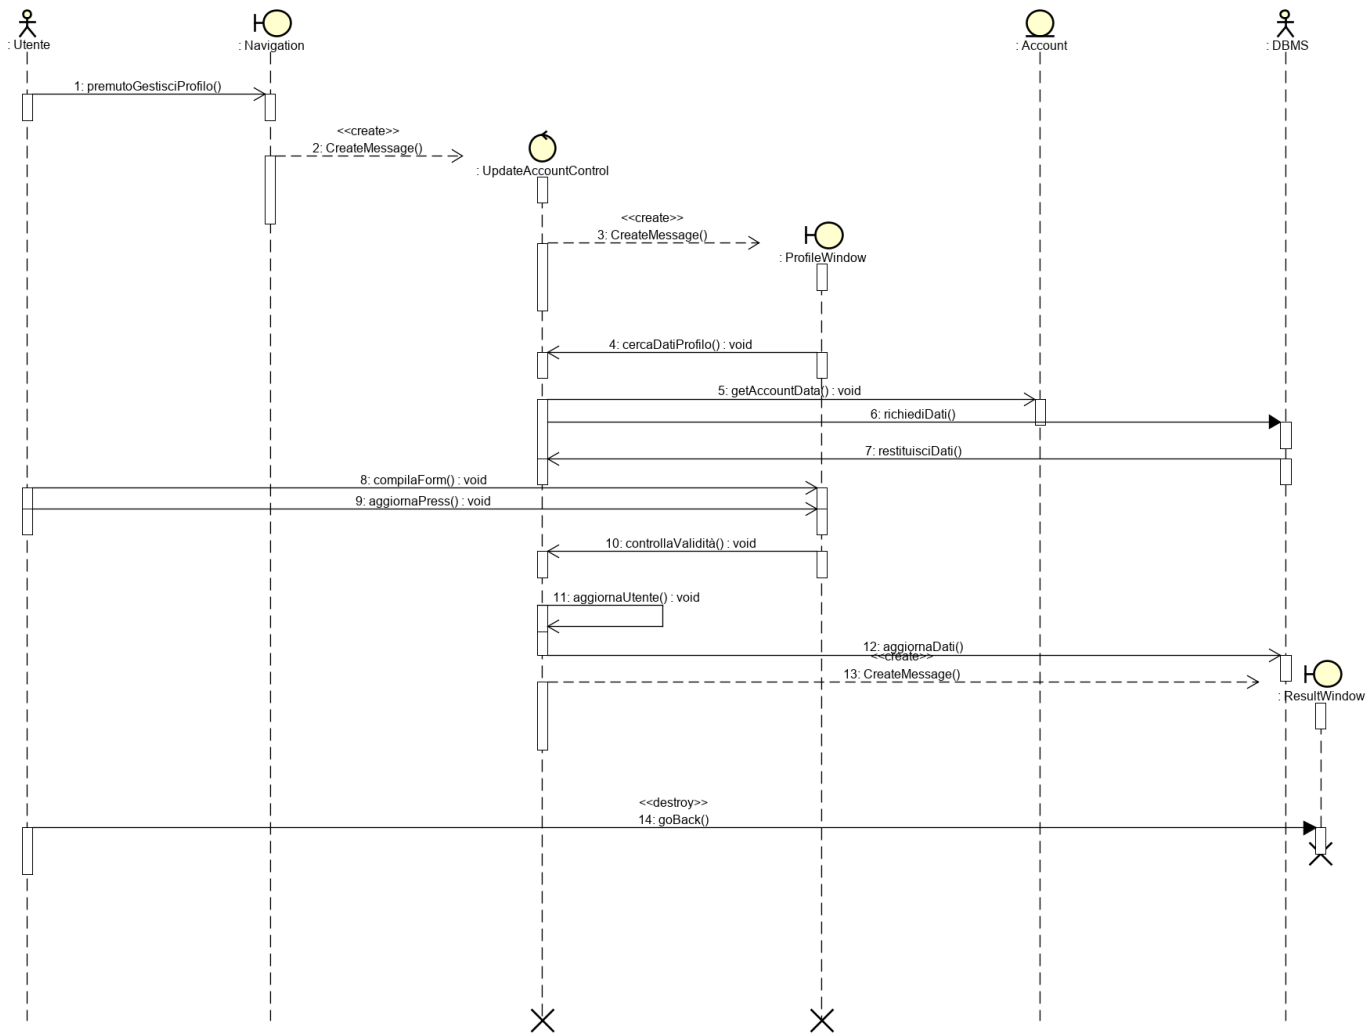 : Utente
: Navigation
: Account
: DBMS
1: premutoGestisciProfilo()
<<create>>
2: CreateMessage()
: UpdateAccountControl
<<create>>
3: CreateMessage()
: ProfileWindow
4: cercaDatiProfilo() : void
5: getAccountData() : void
6: richiediDati()
7: restituisciDati()
8: compilaForm() : void
9: aggiornaPress() : void
10: controllaValidità() : void
11: aggiornaUtente() : void
12: aggiornaDati()
<<create>>
13: CreateMessage()
: ResultWindow
<<destroy>>
14: goBack()